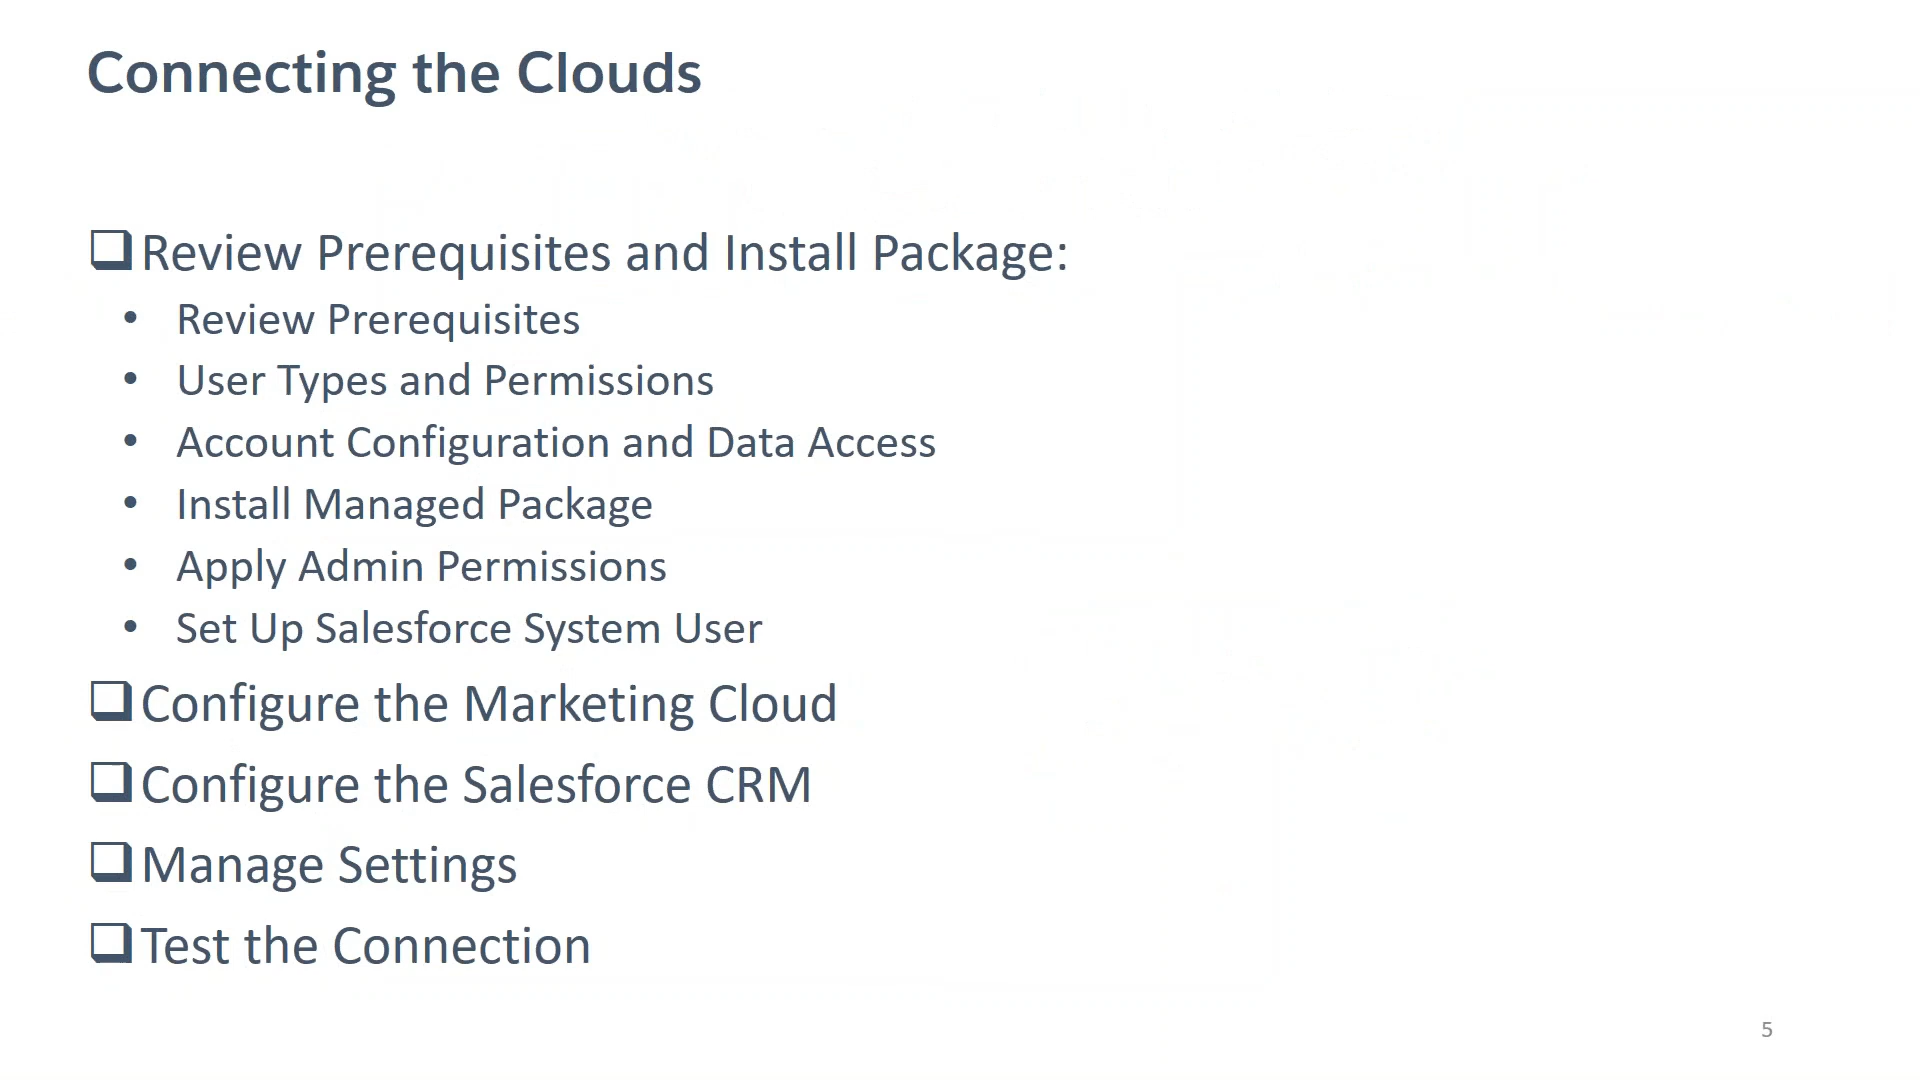 Connecting the Clouds
❑Review Prerequisites and Install Package:
• Review Prerequisites
• User Types and Permissions
• Account Configuration and Data Access
• Install Managed Package
• Apply Admin Permissions
• Set Up Salesforce System User
❑Configure the Marketing Cloud
❑Configure the Salesforce CRM
❑Manage Settings
❑Test the Connection
5